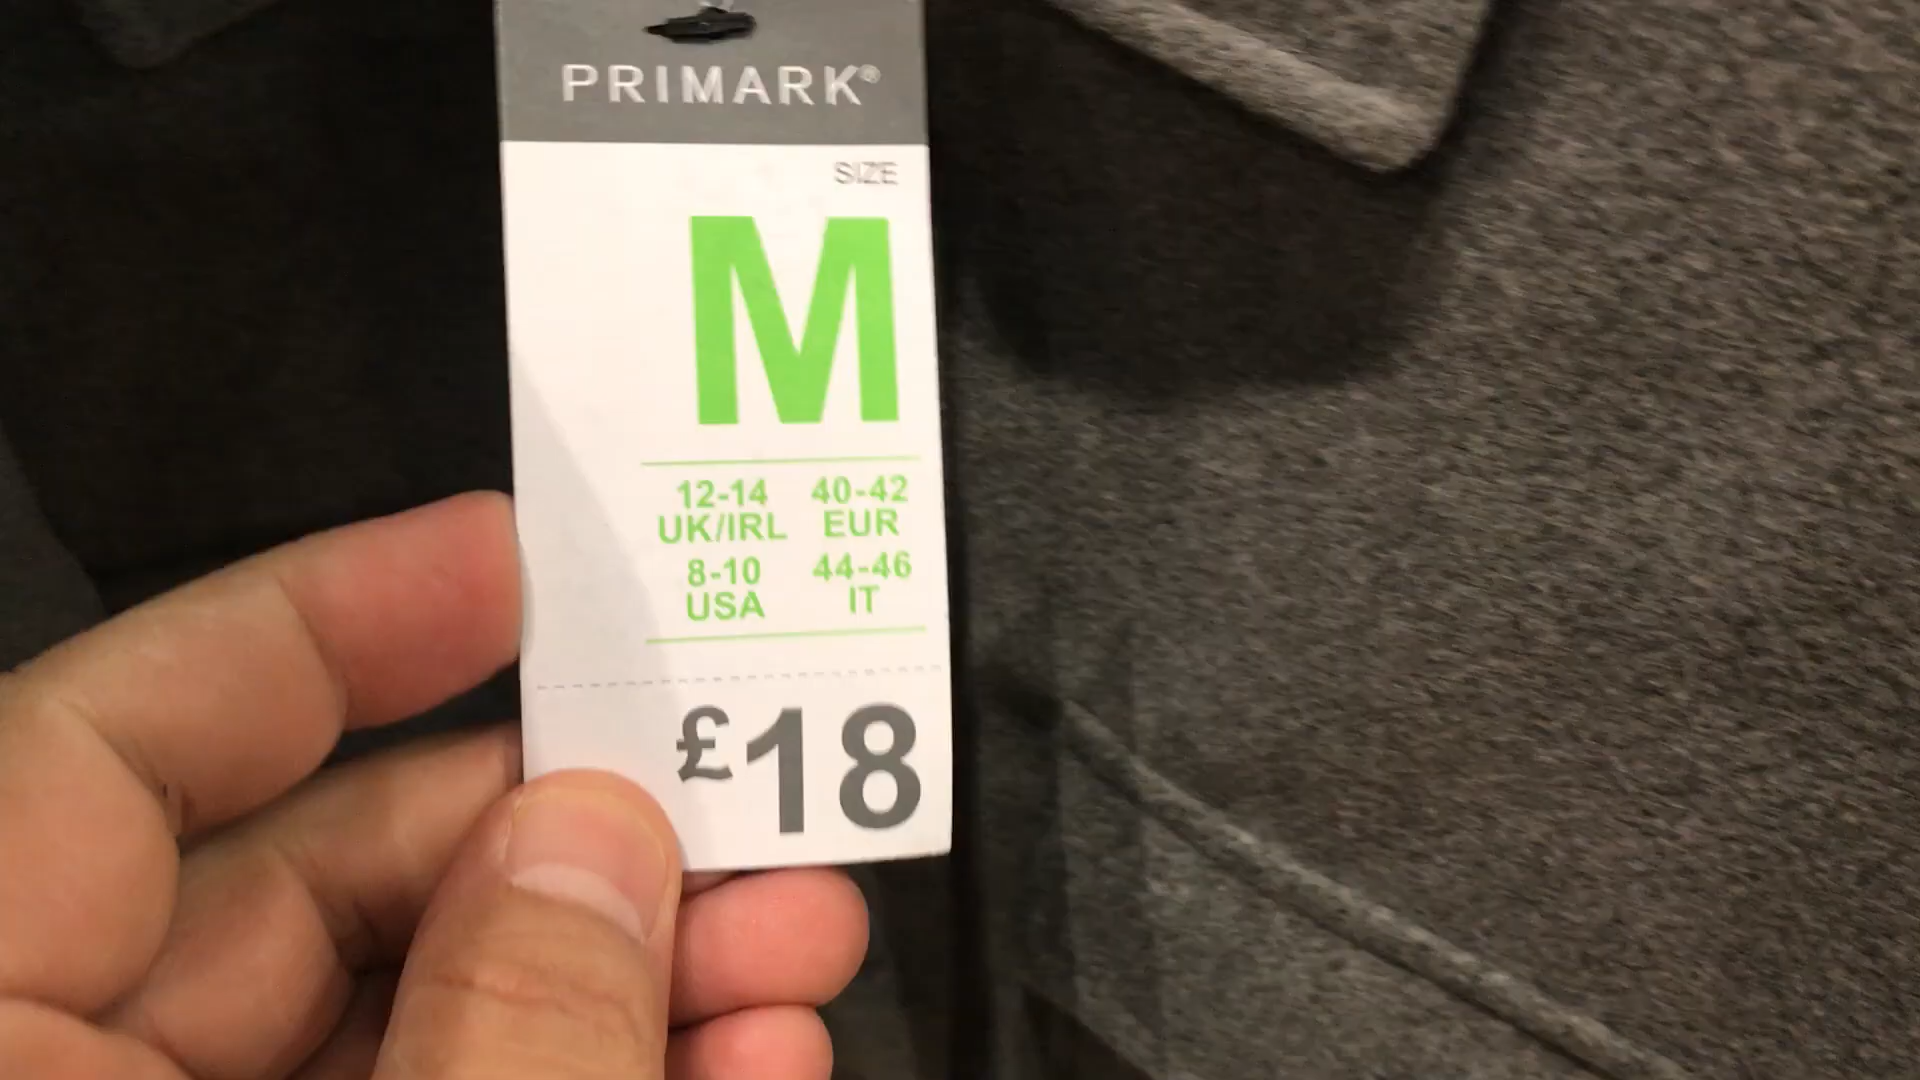 PRIMARK®
SIZE
M
12-14 40-42
UK/IRL EUR
8-10 44-46
USA IT
£18